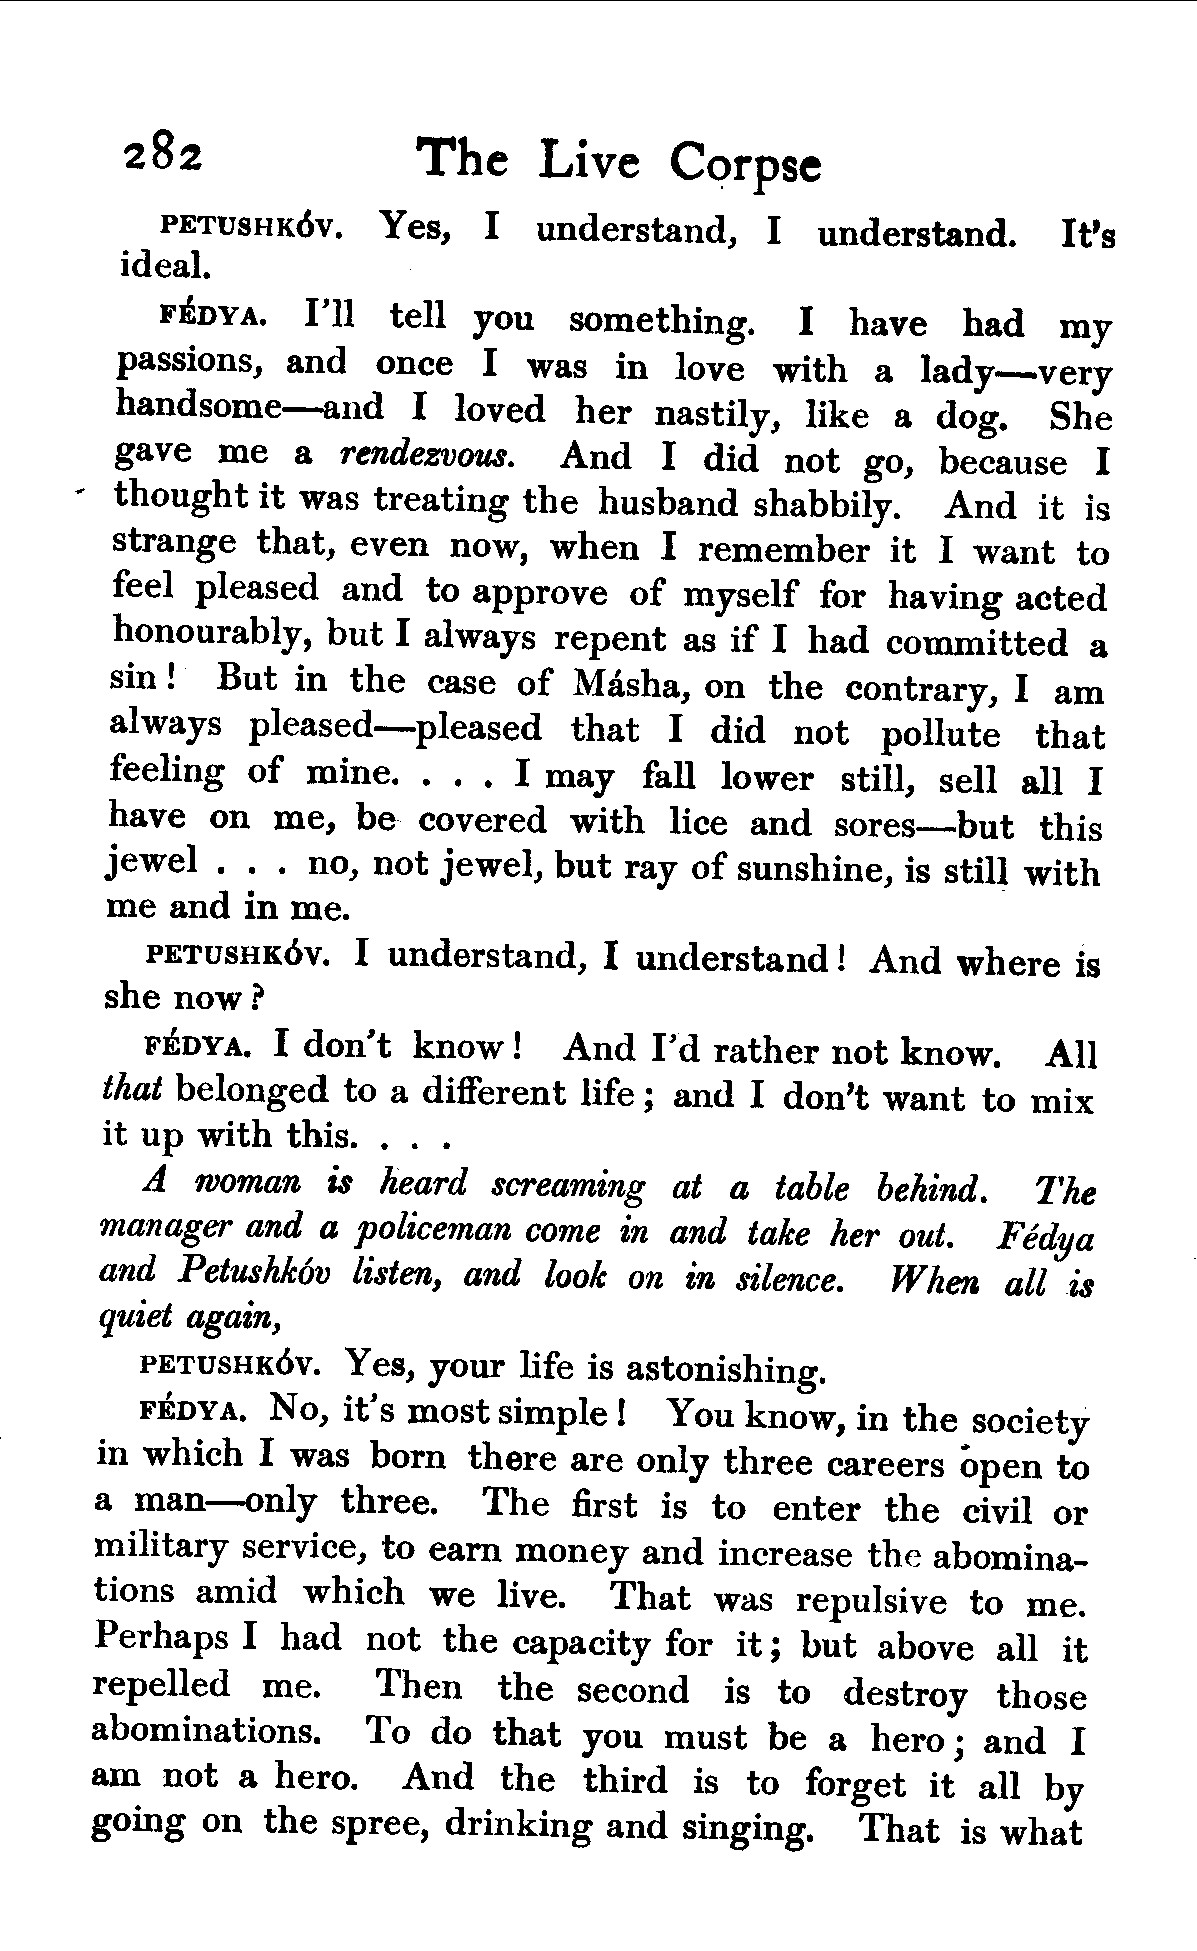 282 The Live Corpse
PETUSHKÓV. Yes, I understand, I understand. It's
ideal.
FÉDYA. I'll tell you something. I have had my
passions, and once I was in love with a lady—very
handsome—and I loved her nastily, like a dog. She
gave me a rendezvous. And I did not go, because I
thought it was treating the husband shabbily. And it is
strange that, even now, when I remember it I want to
feel pleased and to approve of myself for having acted
honourably, but I always repent as if I had committed a
sin! But in the case of Másha, on the contrary, I am
always pleased—pleased that I did not pollute that
feeling of mine. . . . I may fall lower still, sell all I
have on me, be covered with lice and sores—but this
jewel . . . no, not jewel, but ray of sunshine, is still with
me and in me.
PETUSHKÓV. I understand, I understand! And where is
she now?
FÉDYA. I don't know! And I'd rather not know. All
that belonged to a different life; and I don't want to mix
it up with this. . . .
A woman is heard screaming at a table behind. The
manager and a policeman come in and take her out. Fédya
and Petushkóv listen, and look on in silence. When all is
quiet again,
PETUSHKÓV. Yes, your life is astonishing.
FÉDYA. No, it's most simple! You know, in the society
in which I was born there are only three careers open to
a man—only three. The first is to enter the civil or
military service, to earn money and increase the abomina-
tions amid which we live. That was repulsive to me.
Perhaps I had not the capacity for it; but above all it
repelled me. Then the second is to destroy those
abominations. To do that you must be a hero; and I
am not a hero. And the third is to forget it all by
going on the spree, drinking and singing. That is what